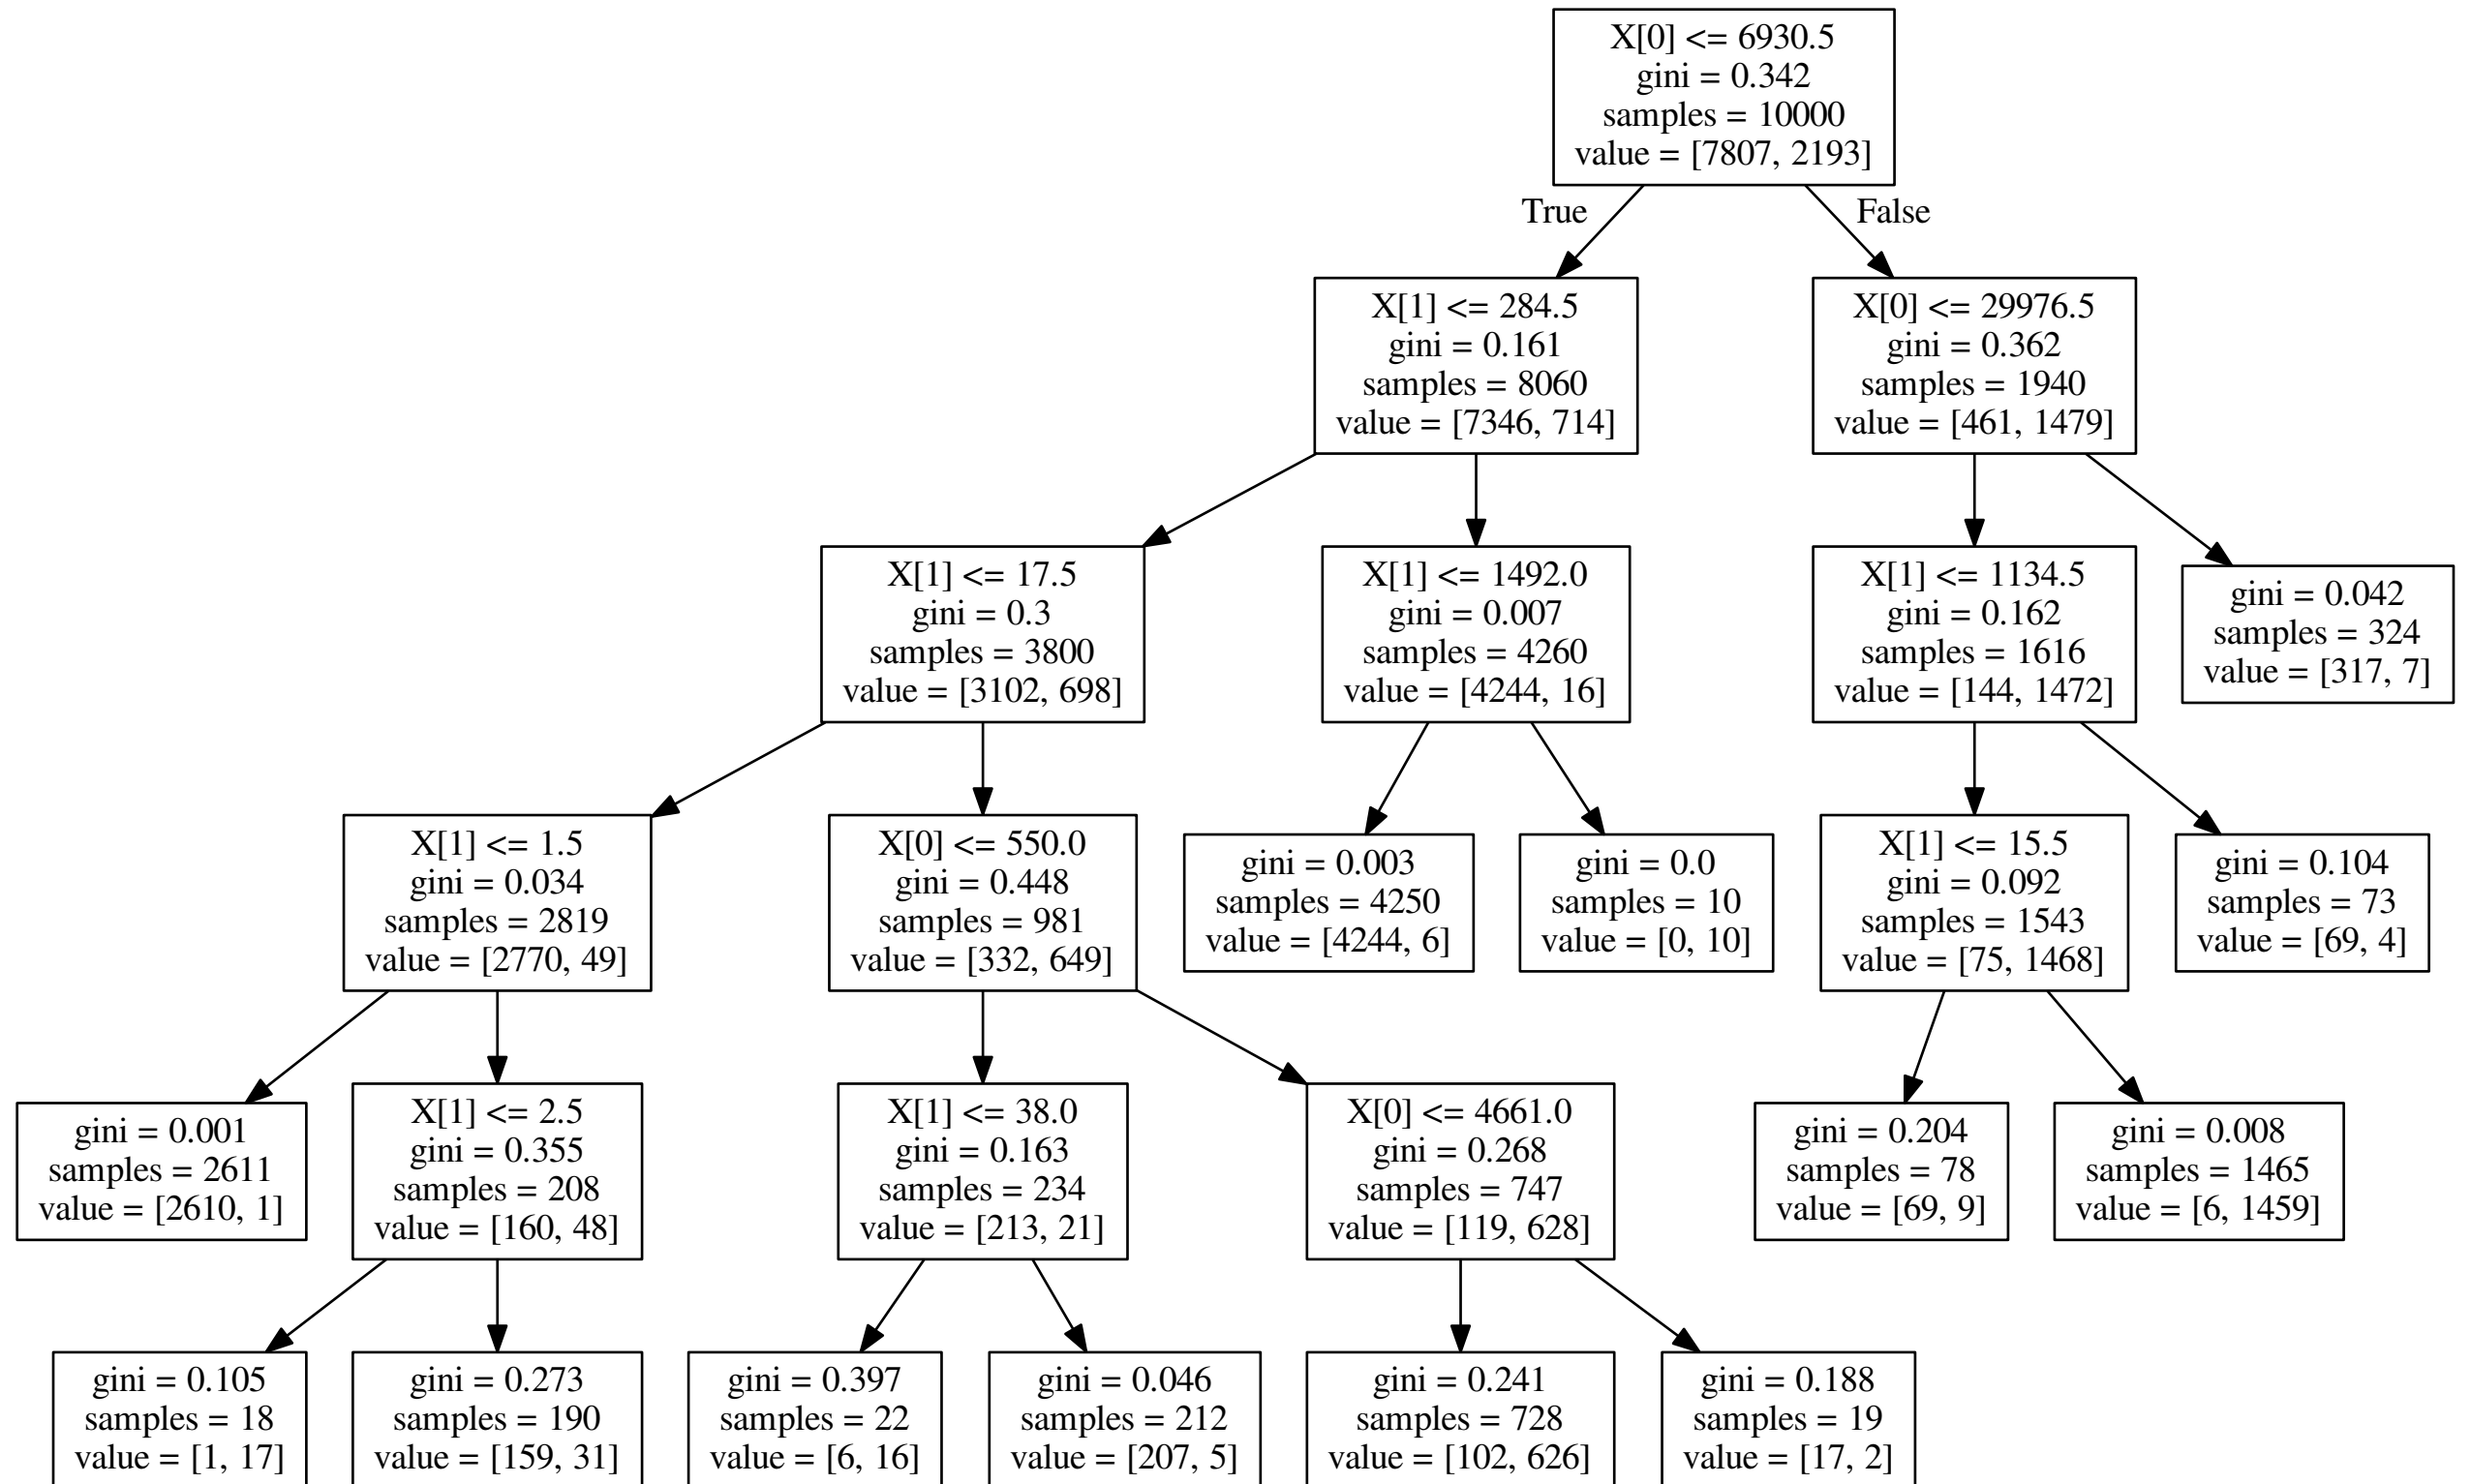 X[0] <= 6930.5
gini = 0.342
samples = 10000
value = [7807, 2193]
True
False
X[1] <= 284.5
gini = 0.161
samples = 8060
value = [7346, 714]
X[0] <= 29976.5
gini = 0.362
samples = 1940
value = [461, 1479]
X[1] <= 17.5
gini = 0.3
samples = 3800
value = [3102, 698]
X[1] <= 1492.0
gini = 0.007
samples = 4260
value = [4244, 16]
X[1] <= 1134.5
gini = 0.162
samples = 1616
value = [144, 1472]
gini = 0.042
samples = 324
value = [317, 7]
X[1] <= 1.5
gini = 0.034
samples = 2819
value = [2770, 49]
X[0] <= 550.0
gini = 0.448
samples = 981
value = [332, 649]
gini = 0.003
samples = 4250
value = [4244, 6]
gini = 0.0
samples = 10
value = [0, 10]
X[1] <= 15.5
gini = 0.092
samples = 1543
value = [75, 1468]
gini = 0.104
samples = 73
value = [69, 4]
gini = 0.001
samples = 2611
value = [2610, 1]
X[1] <= 2.5
gini = 0.355
samples = 208
value = [160, 48]
X[1] <= 38.0
gini = 0.163
samples = 234
value = [213, 21]
X[0] <= 4661.0
gini = 0.268
samples = 747
value = [119, 628]
gini = 0.204
samples = 78
value = [69, 9]
gini = 0.008
samples = 1465
value = [6, 1459]
gini = 0.105
samples = 18
value = [1, 17]
gini = 0.273
samples = 190
value = [159, 31]
gini = 0.397
samples = 22
value = [6, 16]
gini = 0.046
samples = 212
value = [207, 5]
gini = 0.241
samples = 728
value = [102, 626]
gini = 0.188
samples = 19
value = [17, 2]